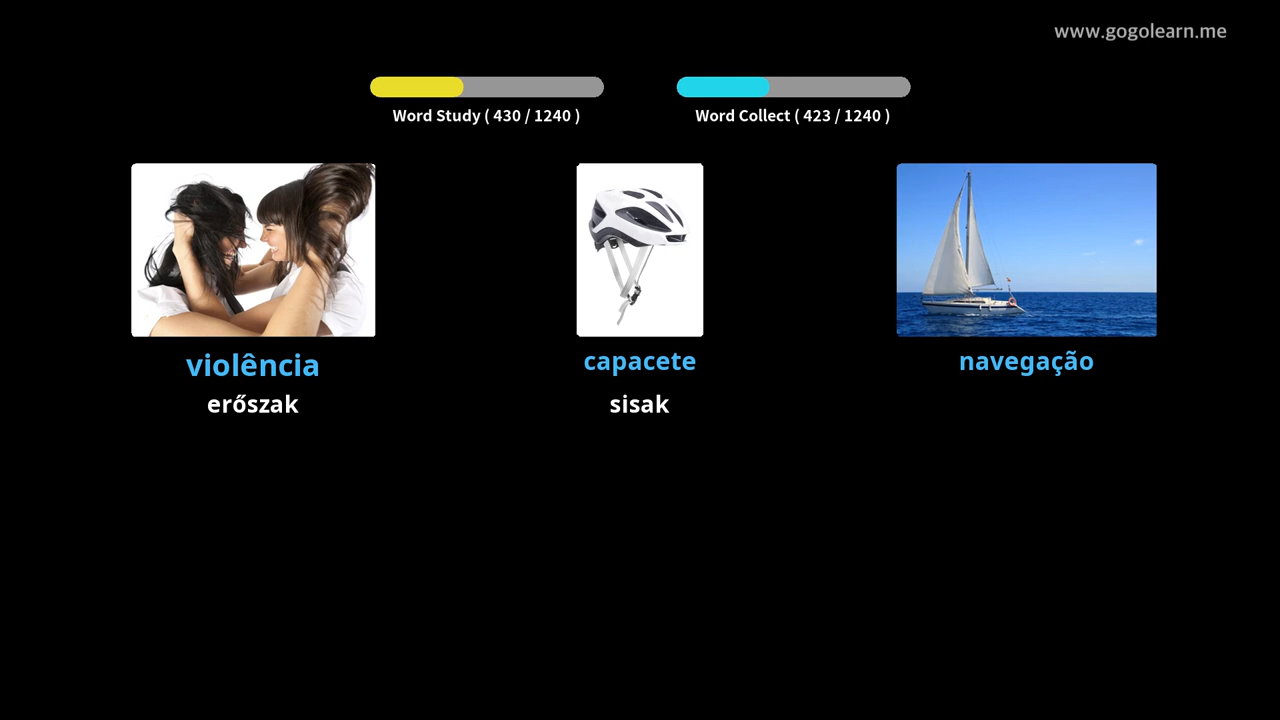 www.gogolearn.me
Word Study ( 430 / 1240 )
Word Collect ( 423 / 1240 )
violência
capacete
navegação
erőszak
sisak